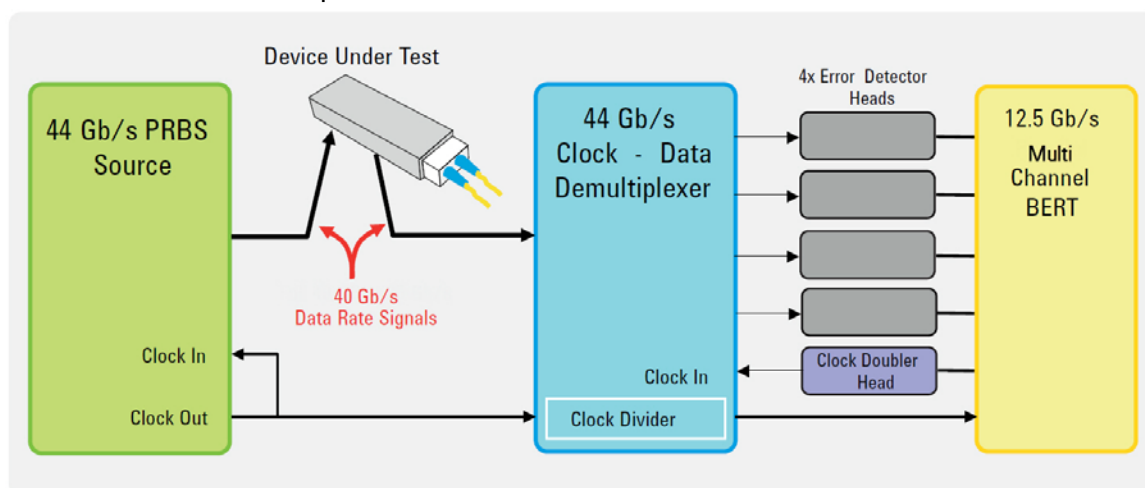 Device Under Test
44 Gb/s PRBS
Source
40 Gb/s
Data Rate Signals
Clock In
Clock Out
44 Gb/s
Clock - Data
Demultiplexer
Clock In
Clock Divider
4x Error Detector
Heads
Clock Doubler
Head
12.5 Gb/s
Multi
Channel
BERT